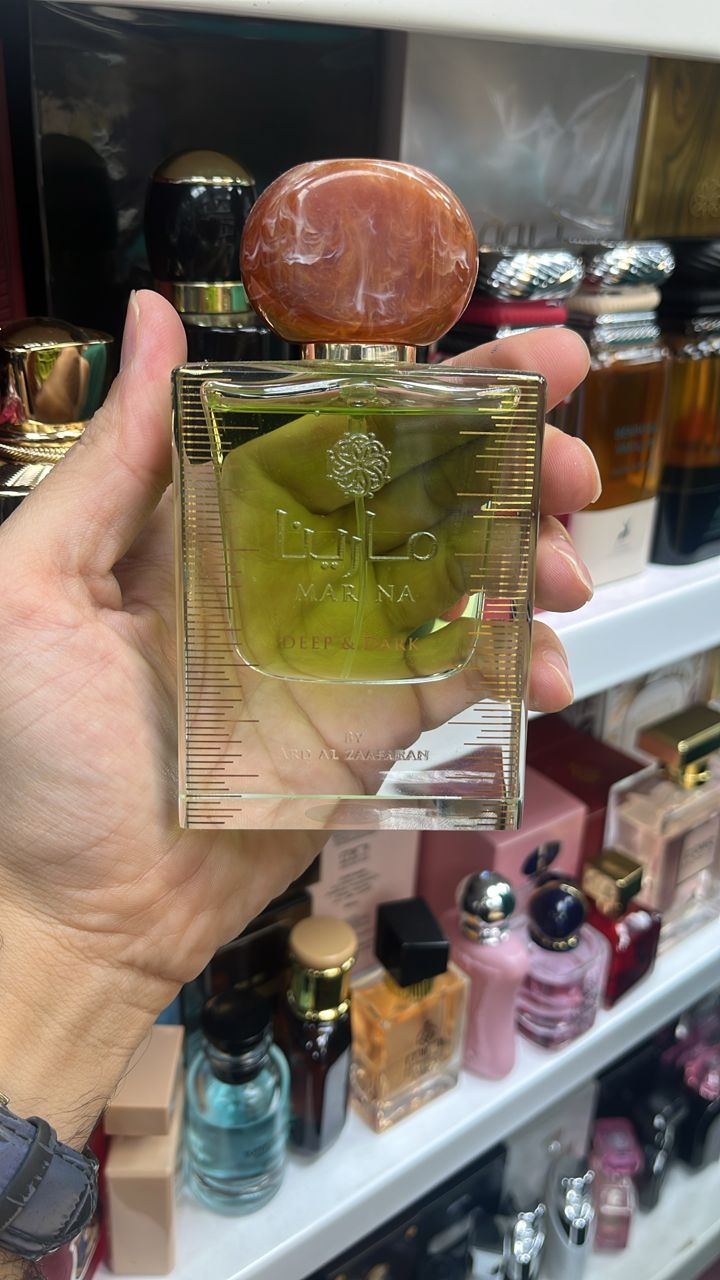 مارينا
MARINA
DEEP & DARK
BY
ARD AL ZAAFARAN